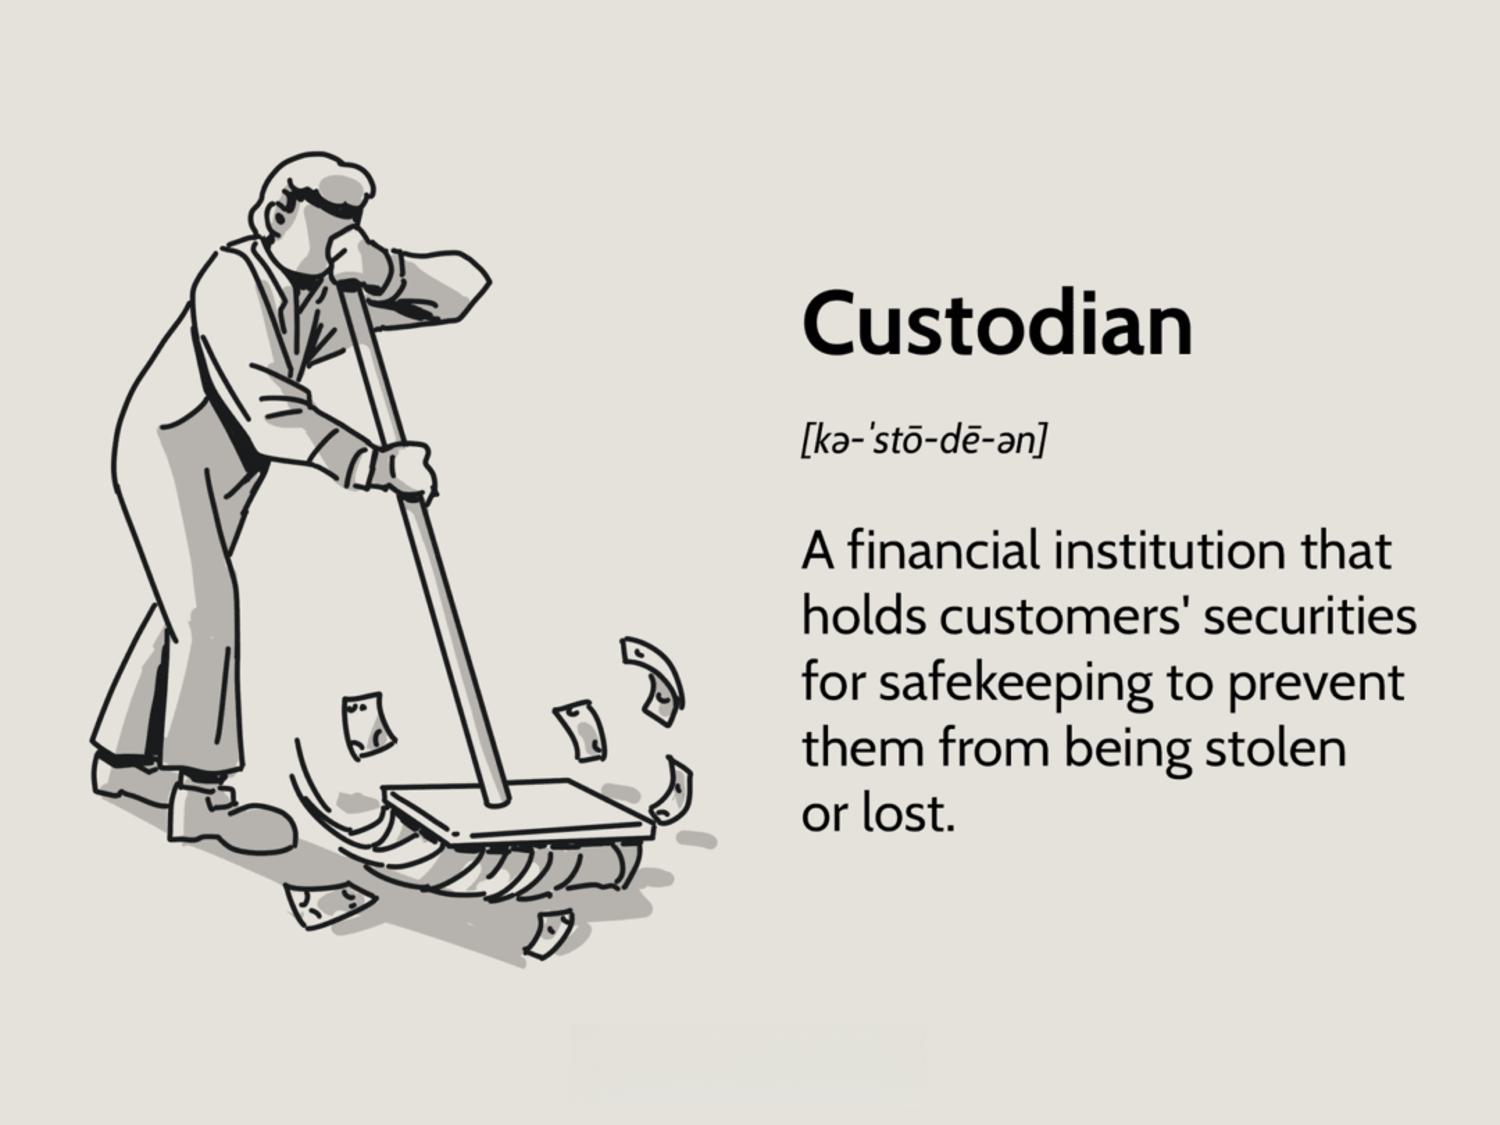 Custodian
[kə-ˈstō-dē-ən]
A financial institution that
holds customers' securities
for safekeeping to prevent
them from being stolen
or lost.